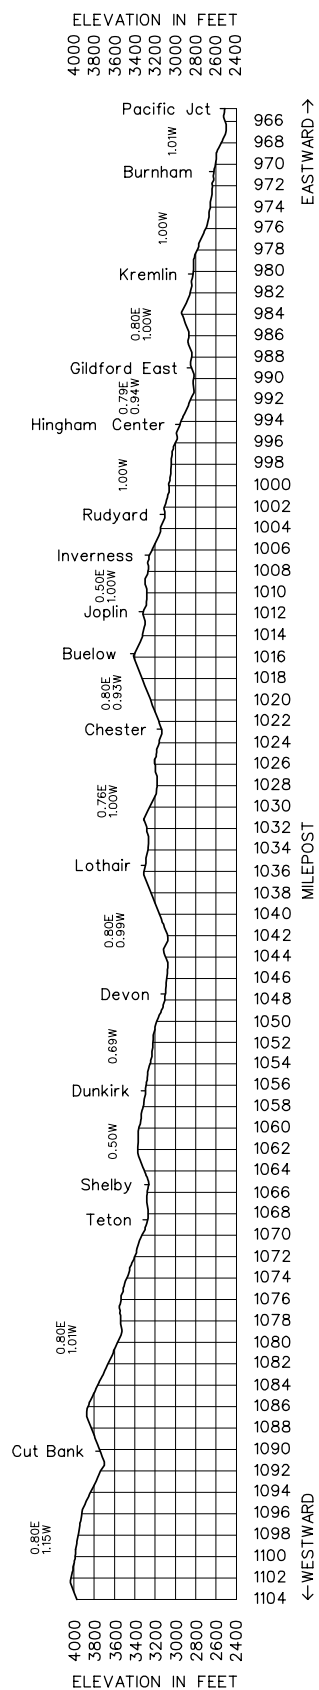 ELEVATION IN FEET
4000 3800 3600 3400 3200 3000 2800 2600 2400
Pacific Jct
966
EASTWARD→
1.01W
968
970
Burnham
972
974
1.00W
976
978
Kremlin
980
982
984
0.80E
1.00W
986
988
Gildford East
990
0.79E
0.94W
992
Hingham Center
994
996
998
1.00W
1000
1002
Rudyard
1004
Inverness
1006
1008
0.50E
1.00W
1010
Joplin
1012
1014
Buelow
1016
1018
0.80E
0.93W
1020
1022
Chester
1024
1026
1028
0.76E
1.00W
1030
1032
1034
MILEPOST
Lothair
1036
1038
1040
0.80E
0.99W
1042
1044
1046
Devon
1048
1050
0.69W
1052
1054
1056
Dunkirk
1058
1060
0.50W
1062
1064
Shelby
1066
1068
Teton
1070
1072
1074
1076
1078
0.80E
1.01W
1080
1082
1084
1086
1088
Cut Bank
1090
1092
1094
1096
←WESTWARD
0.80E
1.15W
1098
1100
1102
1104
4000 3800 3600 3400 3200 3000 2800 2600 2400
ELEVATION IN FEET